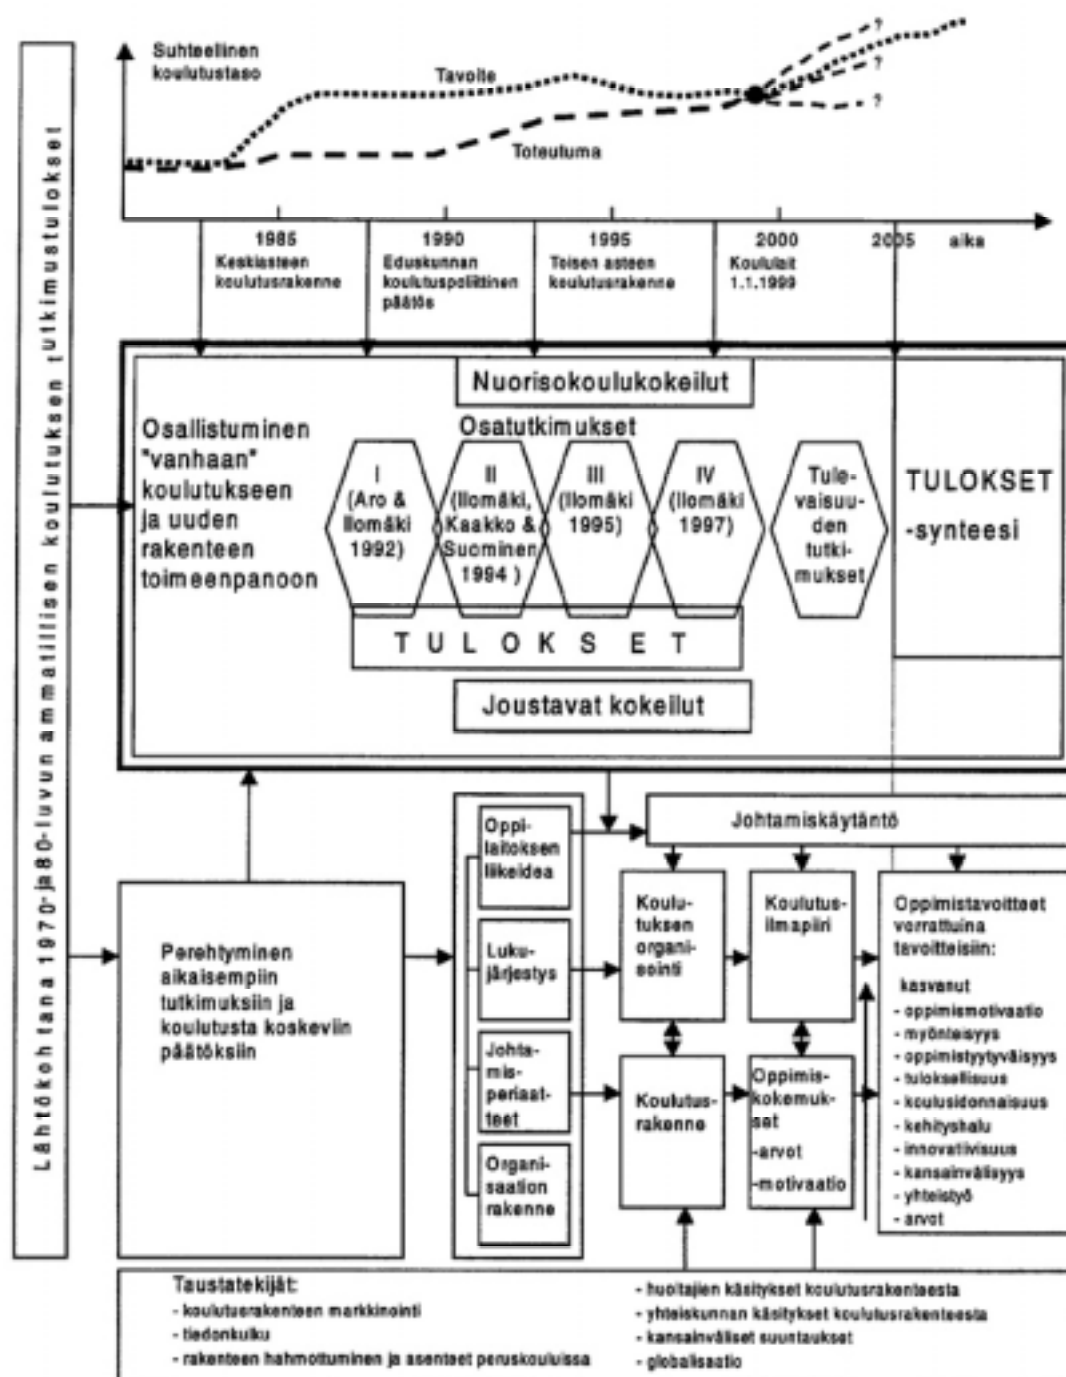 Lähtökohtana 1970-ja80-luvun ammatillisen koulutuksen tutkimustulokset
Suhteellinen
koulutustaso
Tavoite
Toteutuma
?
?
?
1985
1990
1995
2000
2005
aika
Keskiasteen
koulutusrakenne
Eduskunnan
koulutuspoliittinen
päätös
Toisen asteen
koulutusrakenne
Koululait
1.1.1999
Nuorisokoulukokeilut
Osallistuminen
"vanhaan"
koulutukseen
ja uuden
rakenteen
toimeenpanoon
Osatutkimukset
I
(Aro &
Ilomäki
1992)
II
(Ilomäki,
Kaakko &
Suominen
1994 )
III
(Ilomäki
1995)
IV
(Ilomäki
1997)
Tule-
vaisuu-
den
tutki-
mukset
TULOKSET
-synteesi
T U L O K S E T
Joustavat kokeilut
Perehtyminen
aikaisempiin
tutkimuksiin ja
koulutusta koskeviin
päätöksiin
Oppi-
laitoksen
liikeidea
Luku-
järjestys
Johta-
misperiaat-
teet
Organi-
saation
rakenne
Johtamiskäytäntö
Koulu-
tuksen
organi-
sointi
Koulutus-
ilmapiiri
Koulutus-
rakenne
Oppimis-
kokemuk-
set
-arvot
-motivaatio
Oppimistavoitteet
verrattuina
tavoitteisiin:
kasvanut
- oppimismotivaatio
- myönteisyys
- oppimistyytyväisyys
- tuloksellisuus
- koulusidonnaisuus
- kehityshalu
- innovatiivisuus
- kansainvälisyys
- yhteistyö
- arvot
Taustatekijät:
- koulutusrakenteen markkinointi
- tiedonkulku
- rakenteen hahmottuminen ja asenteet peruskouluissa
- huoltajien käsitykset koulutusrakenteesta
- yhteiskunnan käsitykset koulutusrakenteesta
- kansainväliset suuntaukset
- globalisaatio